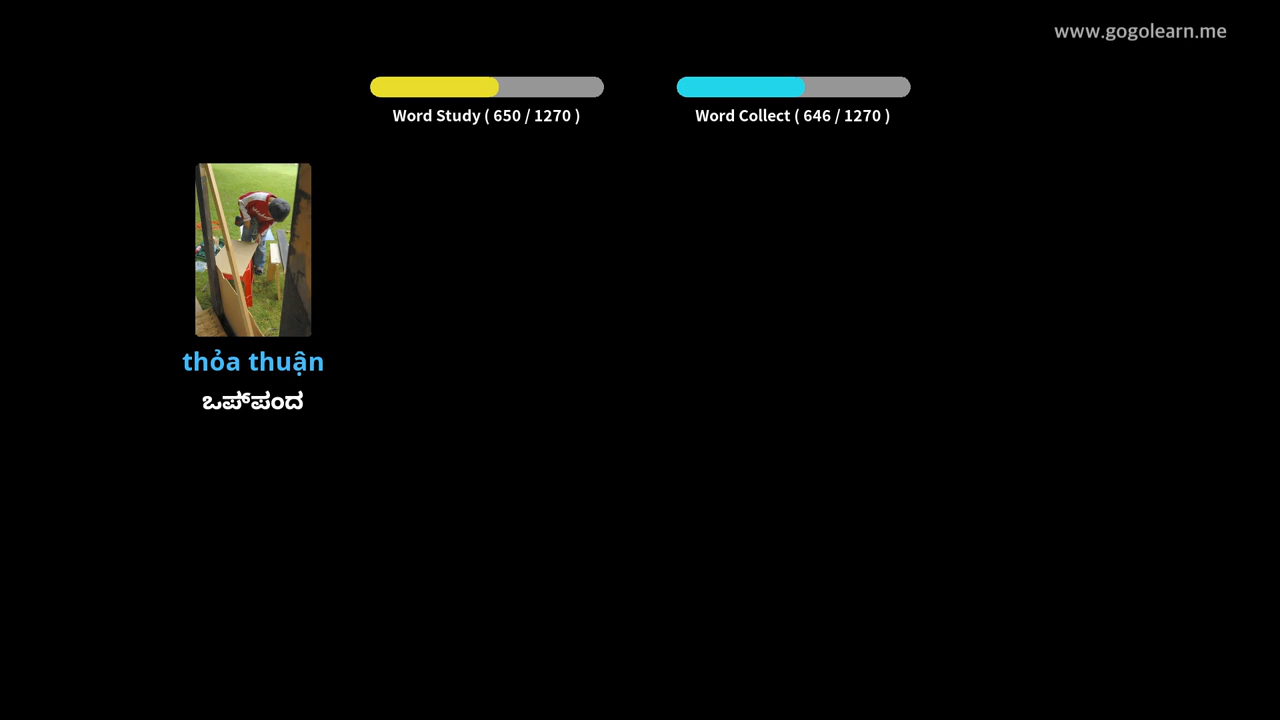 www.gogolearn.me
Word Study ( 650 / 1270 )
Word Collect ( 646 / 1270 )
thỏa thuận
ಒಪ್‌ಪಂದ